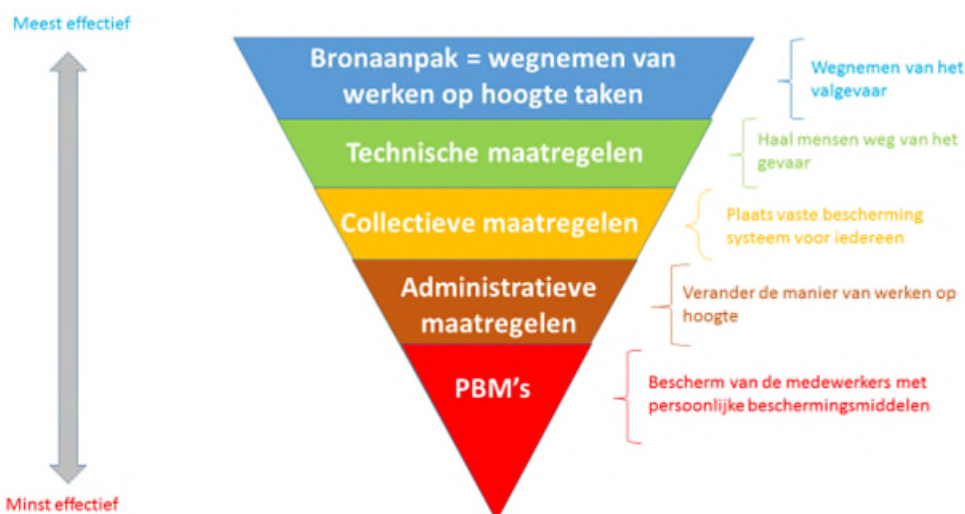 Meest effectief
Bronaanpak = wegnemen van
werken op hoogte taken
Wegnemen van het
valgevaar
Technische maatregelen
Haal mensen weg van het
gevaar
Collectieve maatregelen
Plaats vaste bescherming
systeem voor iedereen
Administratieve
maatregelen
Verander de manier van werken op
hoogte
PBM's
Bescherm van de medewerkers met
persoonlijke beschermingsmiddelen
Minst effectief